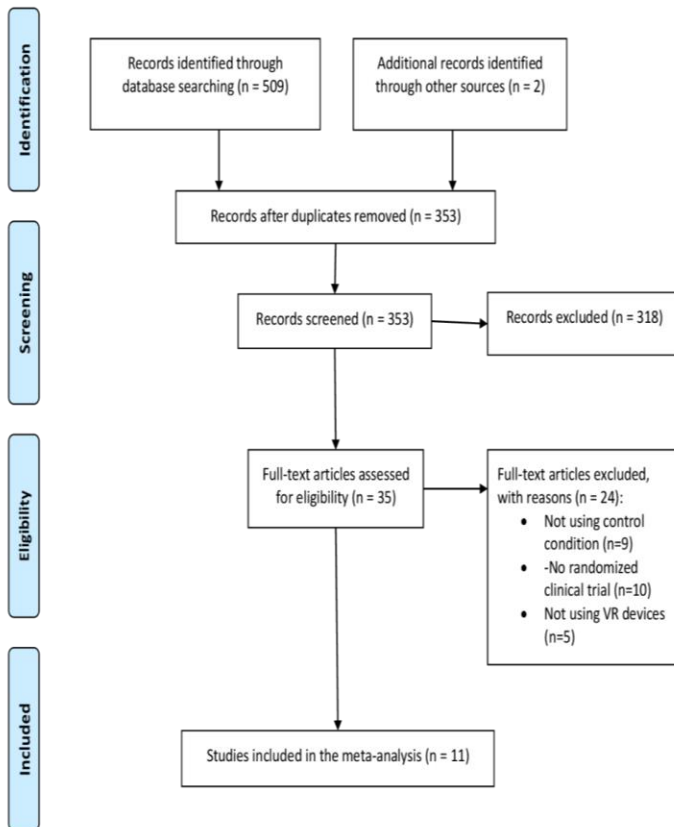 Identification
Records identified through
database searching (n = 509)
Additional records identified
through other sources (n = 2)
Records after duplicates removed (n = 353)
Screening
Records screened (n = 353)
Records excluded (n = 318)
Eligibility
Full-text articles assessed
for eligibility (n = 35)
Full-text articles excluded,
with reasons (n = 24):
• Not using control
condition (n=9)
• -No randomized
clinical trial (n=10)
• Not using VR devices
(n=5)
Included
Studies included in the meta-analysis (n = 11)